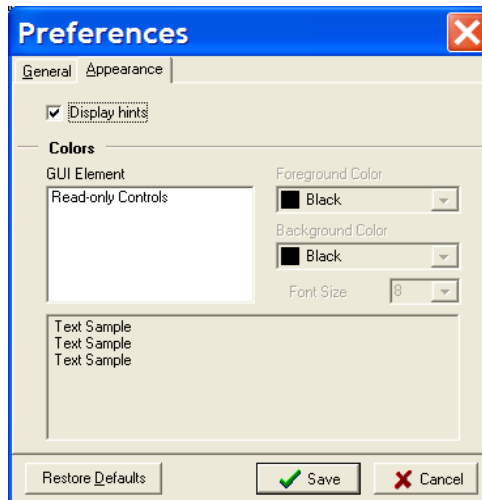 Preferences
General Appearance
Display hints
Colors
GUI Element
Foreground Color
Read-only Controls
Black
Background Color
Black
Font Size 8
Text Sample
Text Sample
Text Sample
Restore Defaults Save Cancel